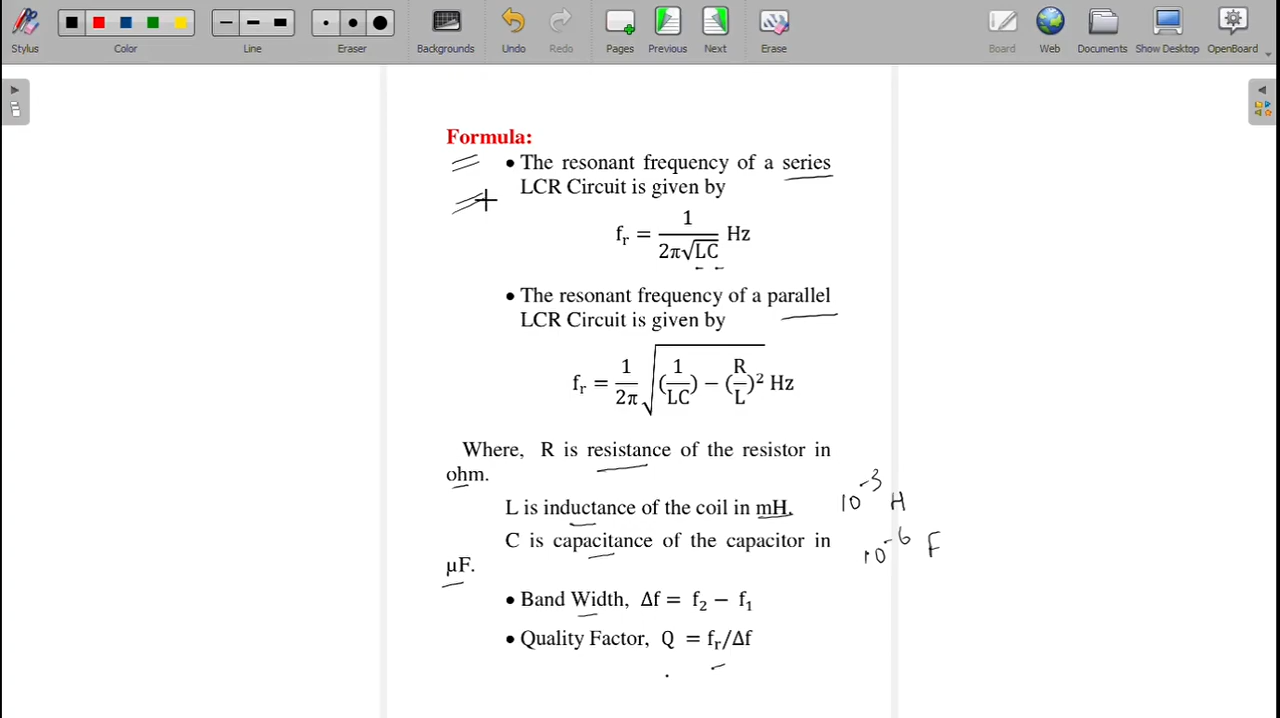 Stylus Color Line Eraser Backgrounds Undo Redo Pages Previous Next Erase Board Web Documents Show Desktop OpenBoard
Formula:
• The resonant frequency of a series
LCR Circuit is given by
fᵣ = 1/(2π√LC) Hz
• The resonant frequency of a parallel
LCR Circuit is given by
fᵣ = 1/2π √((1/LC) − (R/L)²) Hz
Where, R is resistance of the resistor in
ohm.
L is inductance of the coil in mH. 10⁻³ H
C is capacitance of the capacitor in 10⁻⁶ F
µF.
• Band Width, Δf = f₂ − f₁
• Quality Factor, Q = fᵣ/Δf